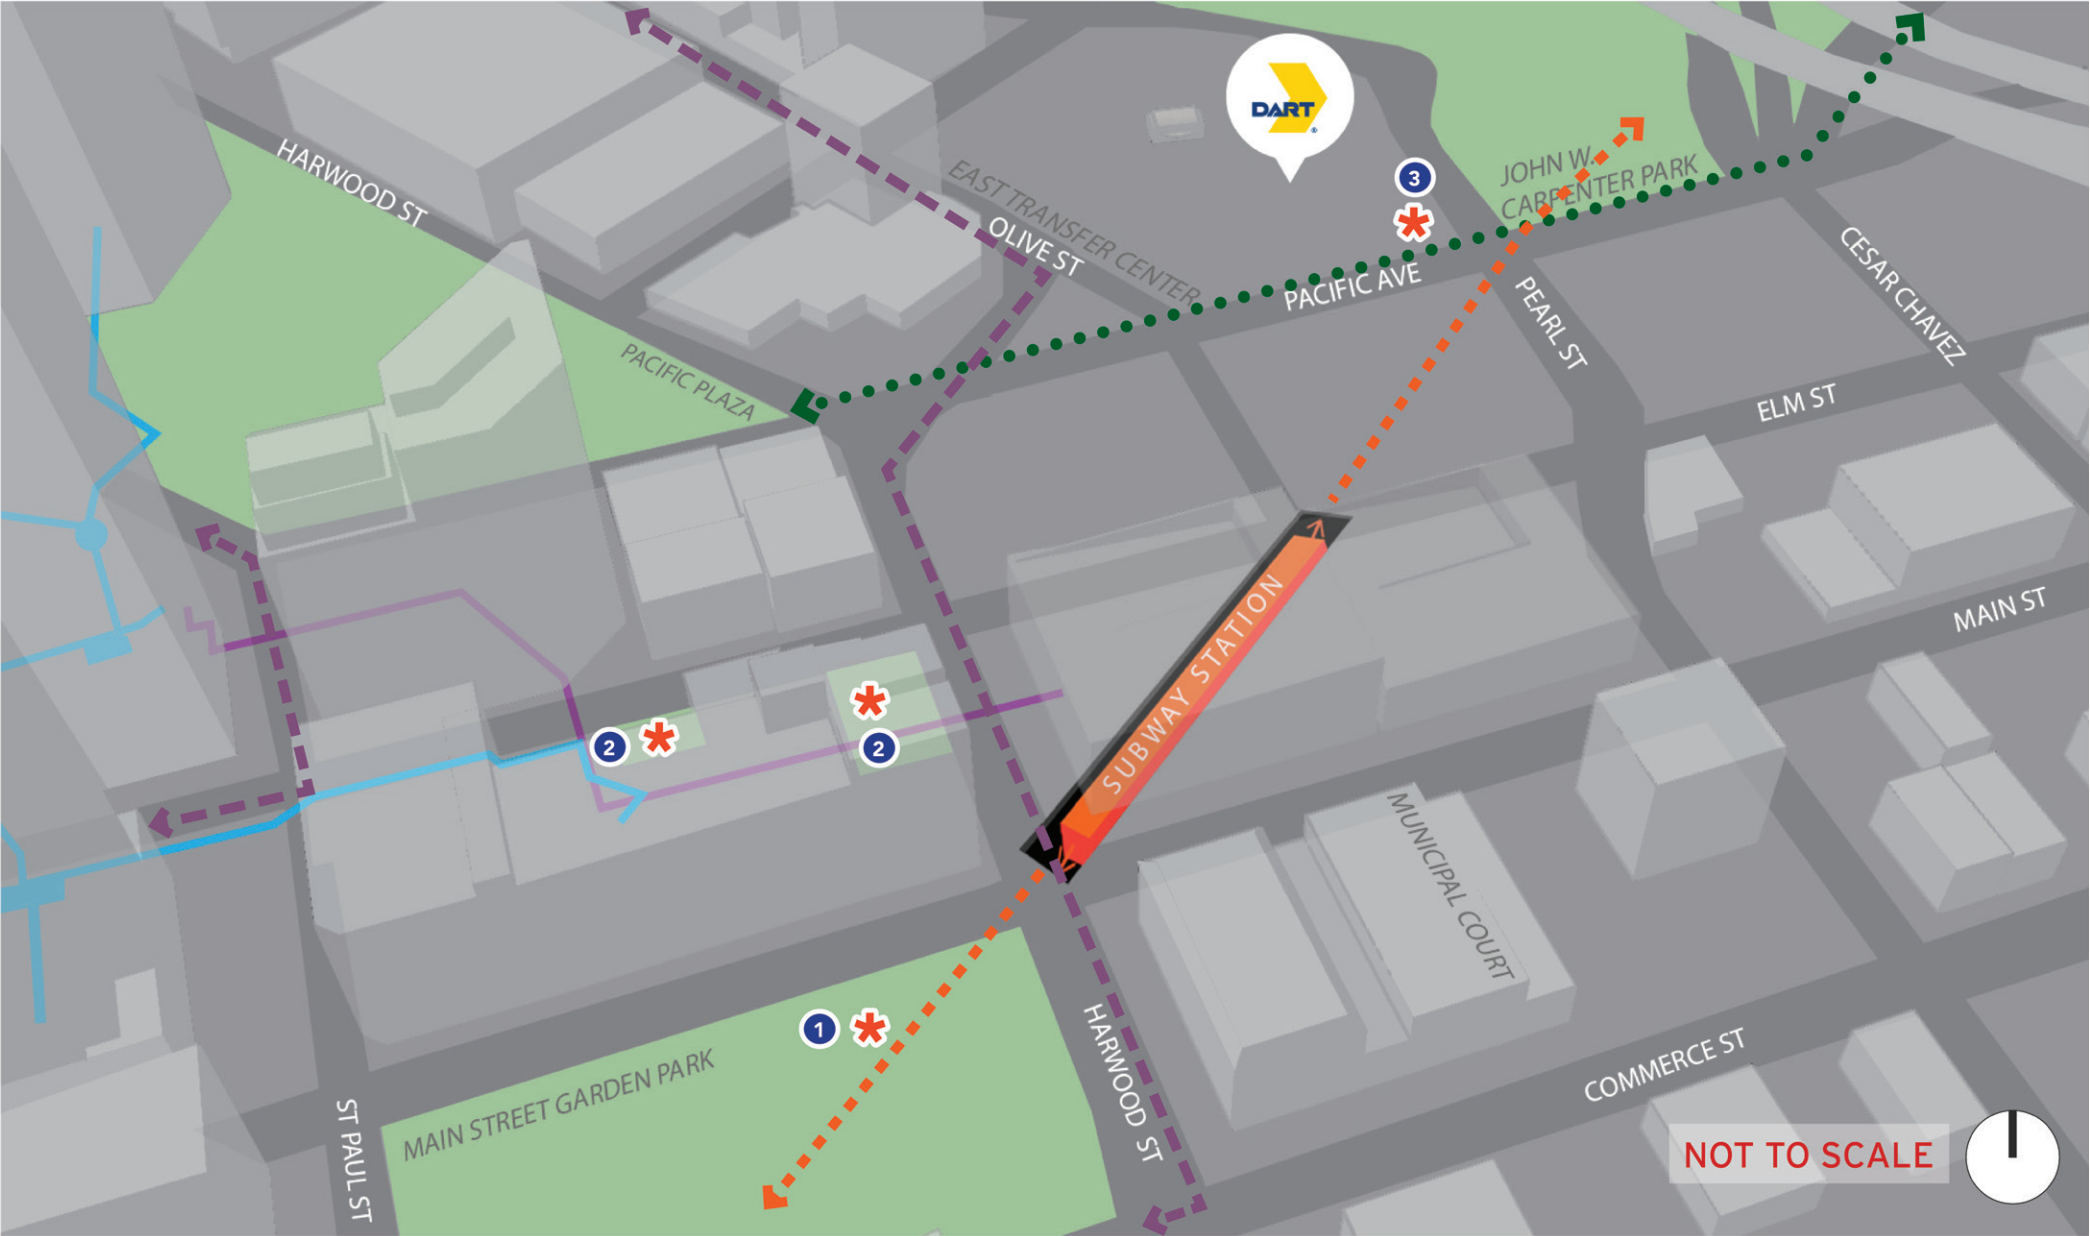 DART
®
3
JOHN W.
CARPENTER PARK
HARWOOD ST
EAST TRANSFER CENTER
OLIVE ST
PACIFIC AVE
CESAR CHAVEZ
PEARL ST
PACIFIC PLAZA
ELM ST
MAIN ST
SUBWAY STATION
2
2
MUNICIPAL COURT
1
HARWOOD ST
MAIN STREET GARDEN PARK
COMMERCE ST
ST PAUL ST
NOT TO SCALE